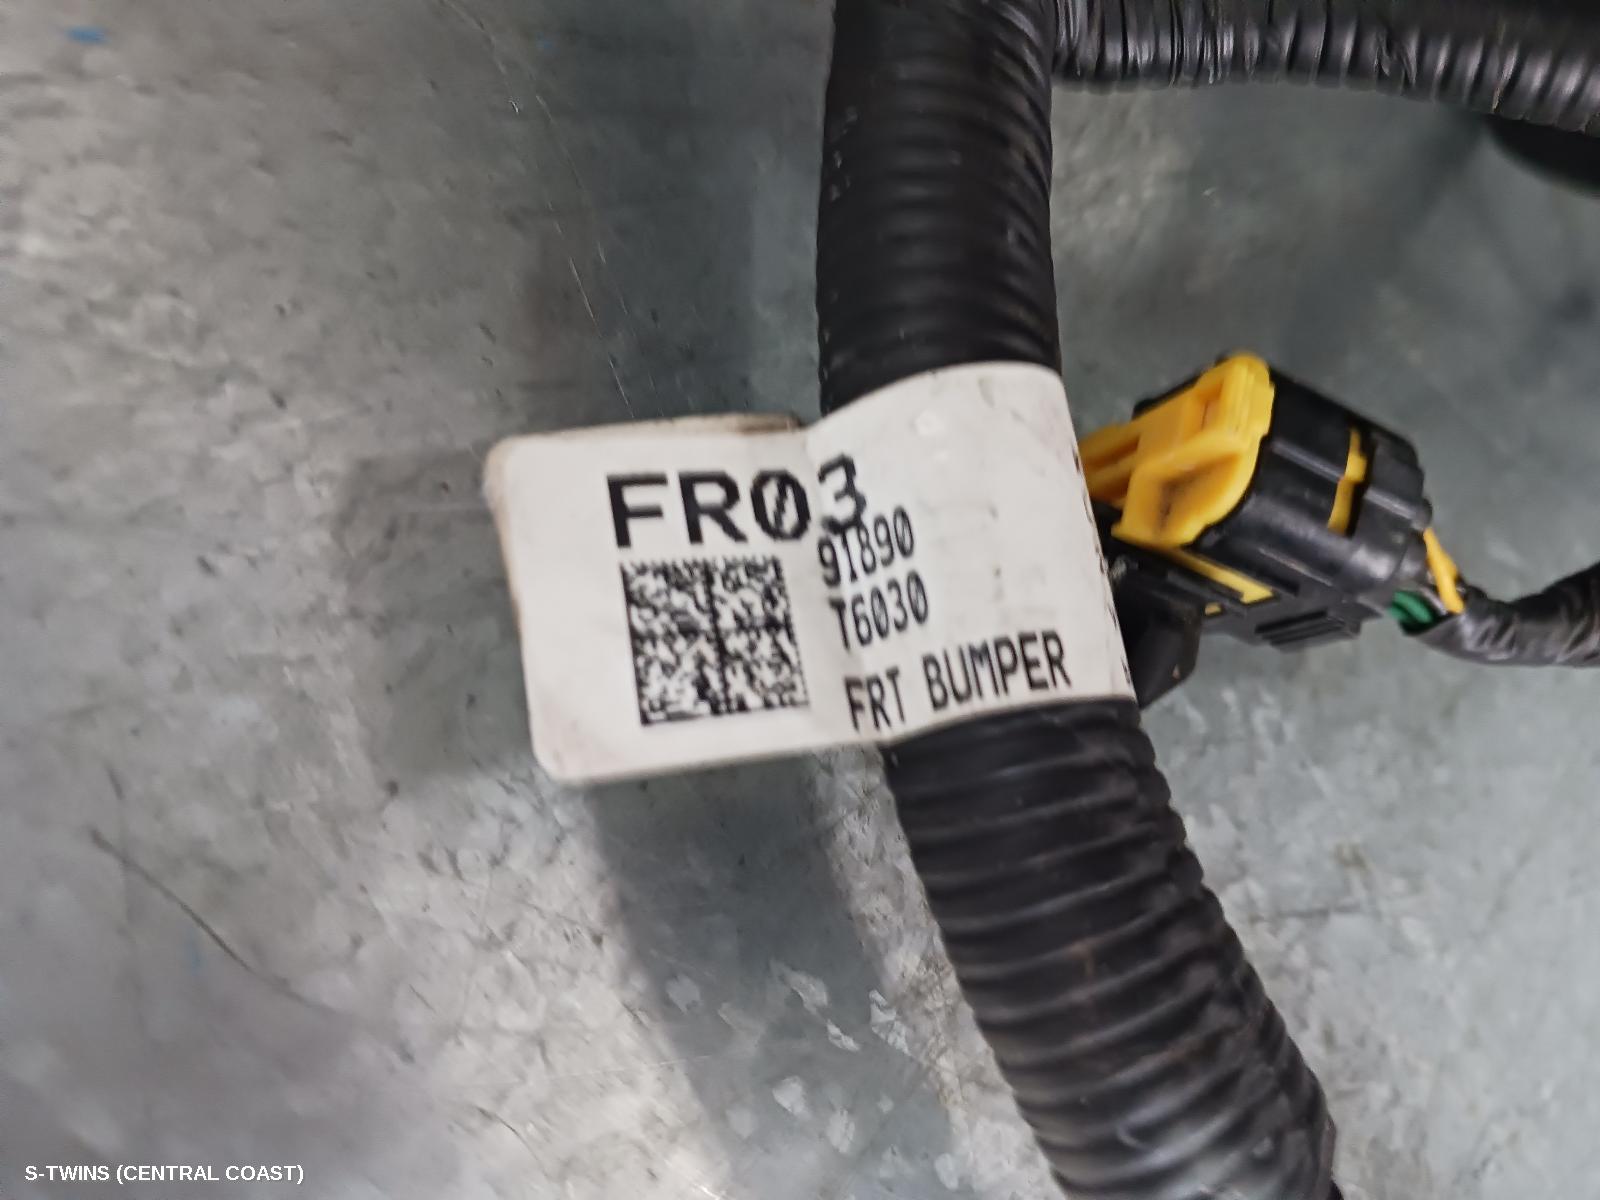 FR03
91890
T6030
FRT BUMPER
S-TWINS (CENTRAL COAST)